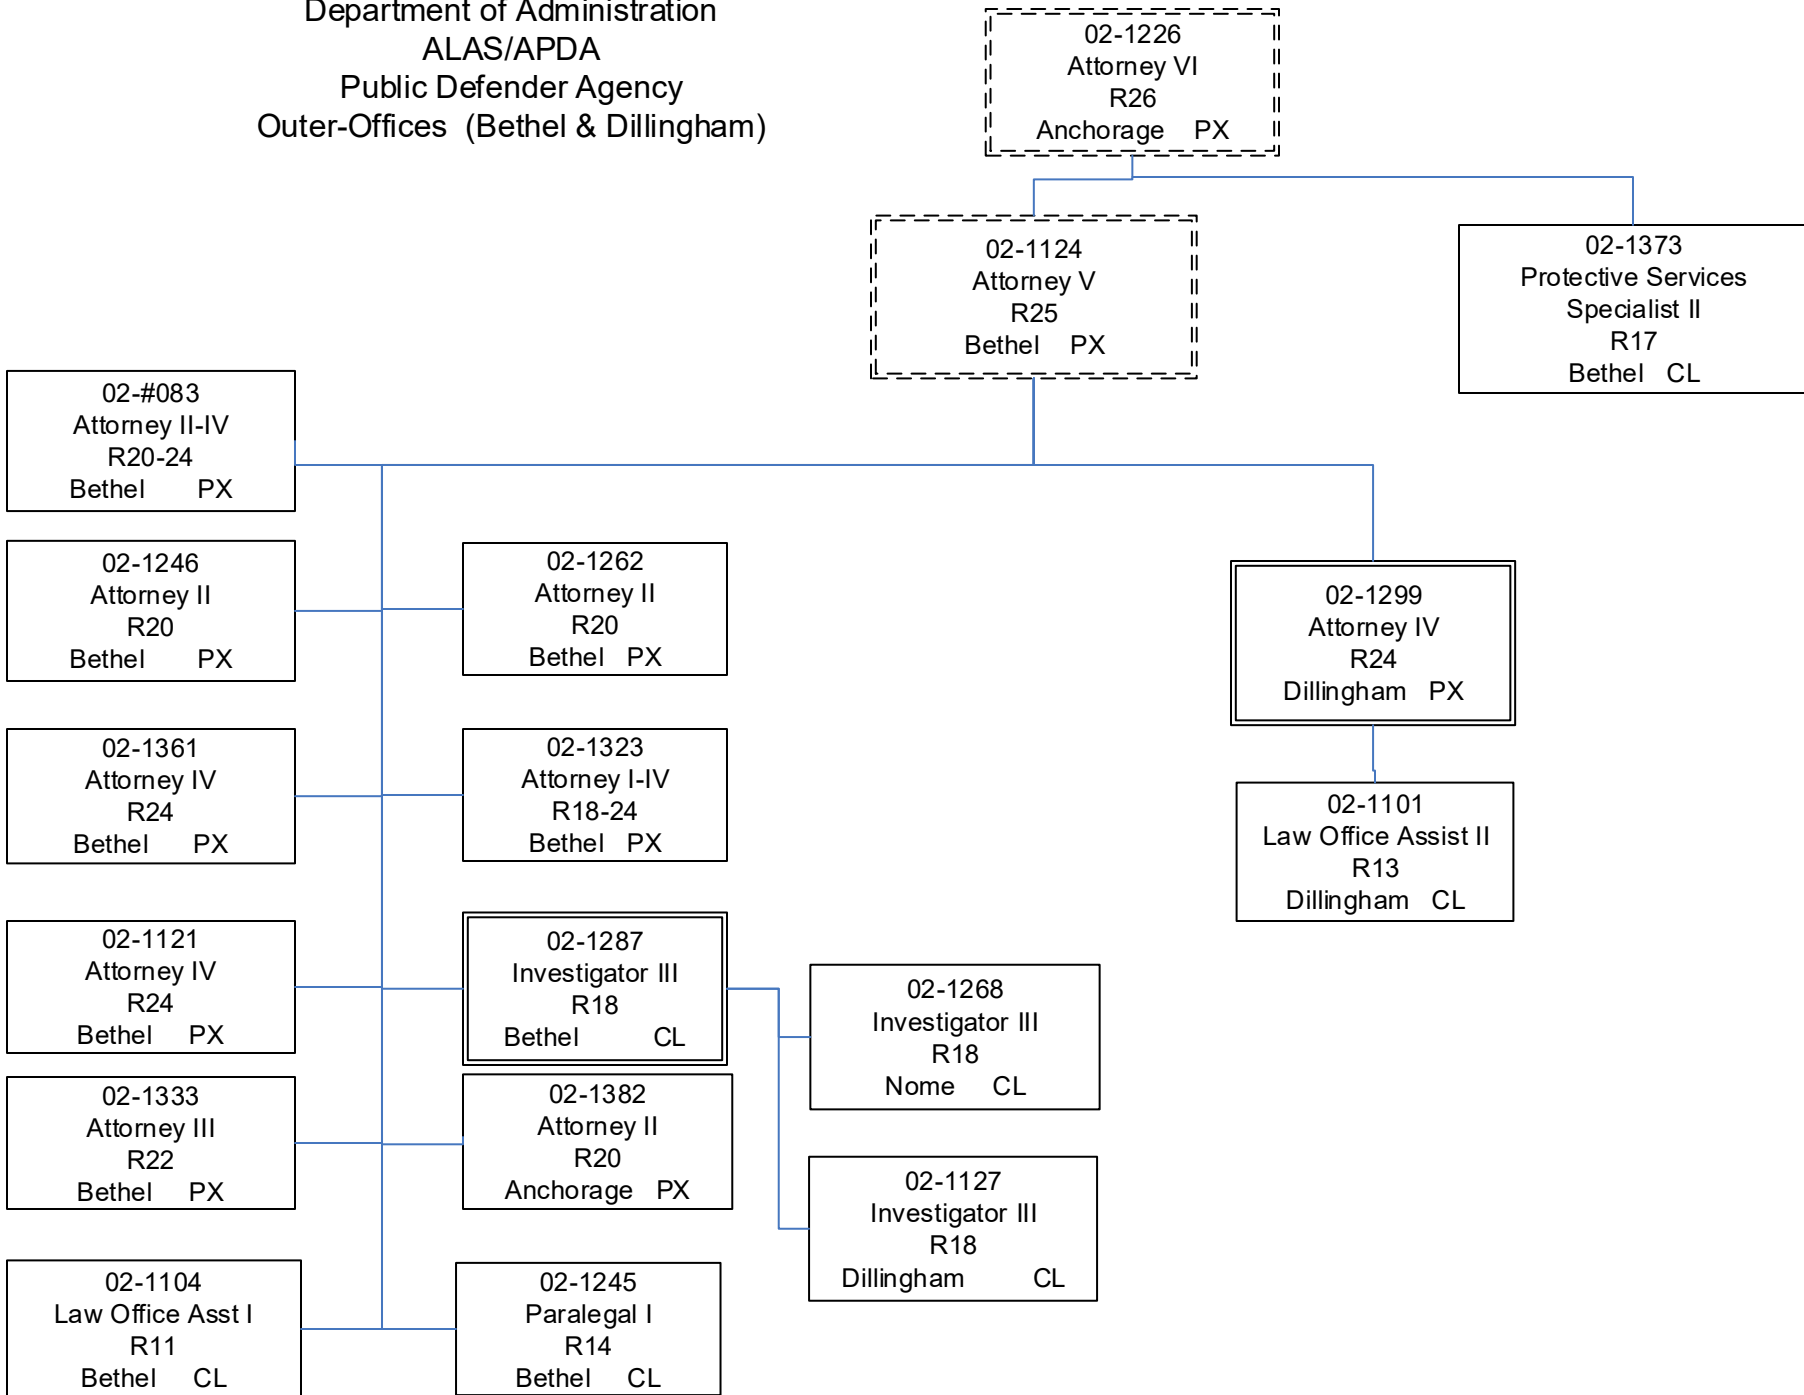 Department of Administration
ALAS/APDA
Public Defender Agency
Outer-Offices (Bethel & Dillingham)
02-1226
Attorney VI
R26
Anchorage PX
02-1124
Attorney V
R25
Bethel PX
02-1373
Protective Services
Specialist II
R17
Bethel CL
02-#083
Attorney II-IV
R20-24
Bethel PX
02-1246
Attorney II
R20
Bethel PX
02-1262
Attorney II
R20
Bethel PX
02-1299
Attorney IV
R24
Dillingham PX
02-1361
Attorney IV
R24
Bethel PX
02-1323
Attorney I-IV
R18-24
Bethel PX
02-1101
Law Office Assist II
R13
Dillingham CL
02-1121
Attorney IV
R24
Bethel PX
02-1287
Investigator III
R18
Bethel CL
02-1268
Investigator III
R18
Nome CL
02-1333
Attorney III
R22
Bethel PX
02-1382
Attorney II
R20
Anchorage PX
02-1127
Investigator III
R18
Dillingham CL
02-1104
Law Office Asst I
R11
Bethel CL
02-1245
Paralegal I
R14
Bethel CL